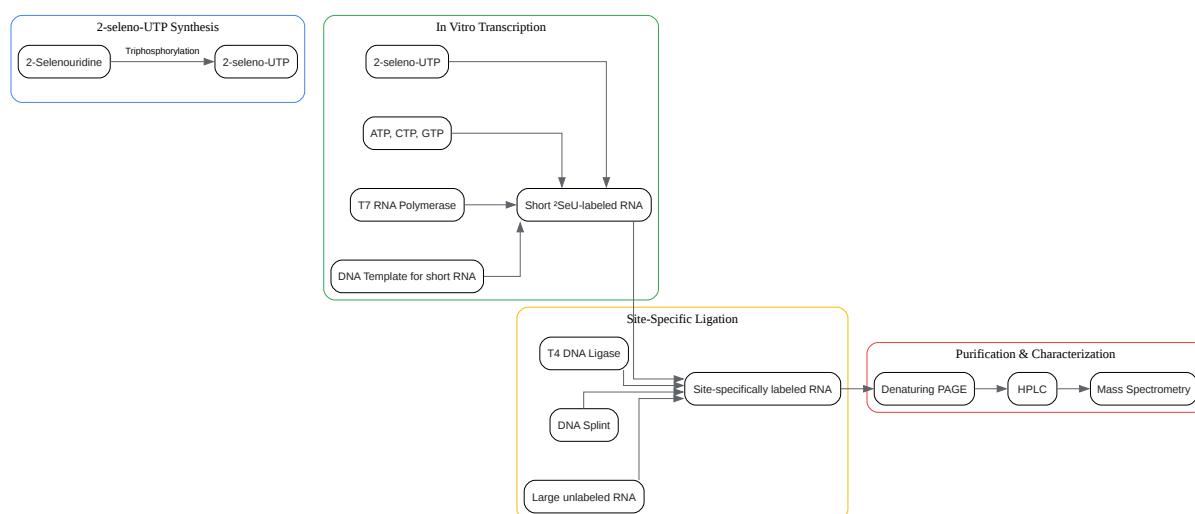 2-seleno-UTP Synthesis
2-Selenouridine
Triphosphorylation
2-seleno-UTP
In Vitro Transcription
2-seleno-UTP
ATP, CTP, GTP
T7 RNA Polymerase
Short ²SeU-labeled RNA
DNA Template for short RNA
Site-Specific Ligation
T4 DNA Ligase
Site-specifically labeled RNA
DNA Splint
Large unlabeled RNA
Purification & Characterization
Denaturing PAGE
HPLC
Mass Spectrometry